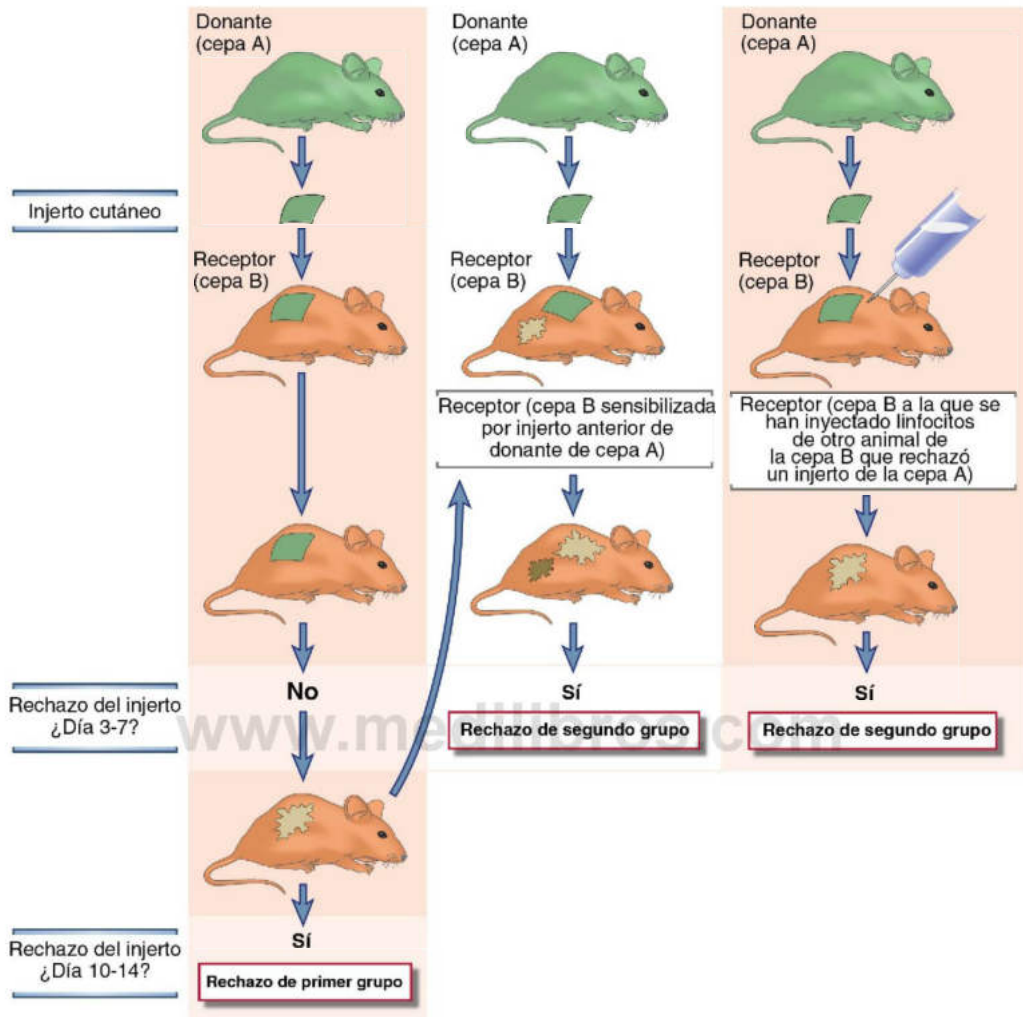 Donante
(cepa A)
Donante
(cepa A)
Donante
(cepa A)
Injerto cutáneo
Receptor
(cepa B)
Receptor
(cepa B)
Receptor
(cepa B)
Receptor (cepa B sensibilizada
por injerto anterior de
donante de cepa A)
Receptor (cepa B a la que se
han inyectado linfocitos
de otro animal de
la cepa B que rechazó
un injerto de la cepa A)
Rechazo del injerto
¿Día 3-7?
No
Sí
Sí
www.medilibros.com
Rechazo de segundo grupo
Rechazo de segundo grupo
Rechazo del injerto
¿Día 10-14?
Sí
Rechazo de primer grupo